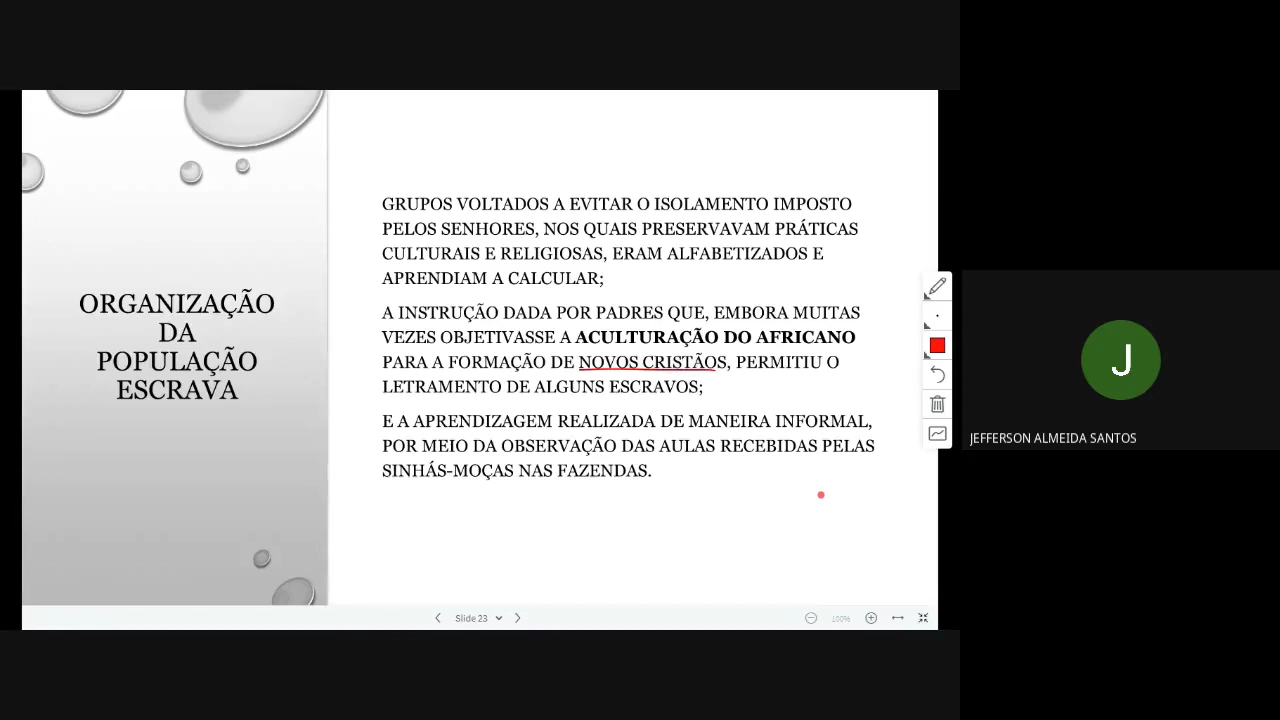 ORGANIZAÇÃO
DA
POPULAÇÃO
ESCRAVA
GRUPOS VOLTADOS A EVITAR O ISOLAMENTO IMPOSTO
PELOS SENHORES, NOS QUAIS PRESERVAVAM PRÁTICAS
CULTURAIS E RELIGIOSAS, ERAM ALFABETIZADOS E
APRENDIAM A CALCULAR;
A INSTRUÇÃO DADA POR PADRES QUE, EMBORA MUITAS
VEZES OBJETIVASSE A ACULTURAÇÃO DO AFRICANO
PARA A FORMAÇÃO DE NOVOS CRISTÃOS, PERMITIU O
LETRAMENTO DE ALGUNS ESCRAVOS;
E A APRENDIZAGEM REALIZADA DE MANEIRA INFORMAL,
POR MEIO DA OBSERVAÇÃO DAS AULAS RECEBIDAS PELAS
SINHÁS-MOÇAS NAS FAZENDAS.
Slide 23
100%
J
JEFFERSON ALMEIDA SANTOS